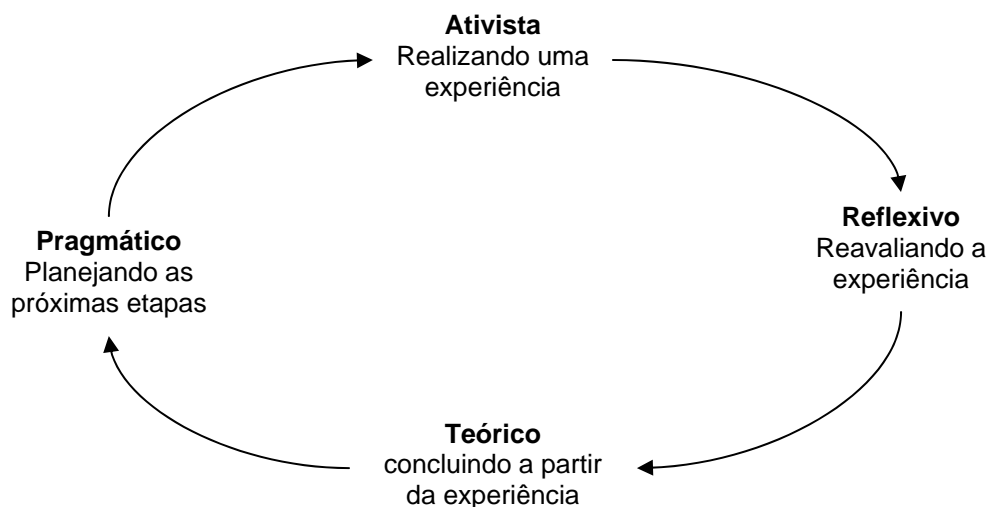 Ativista
Realizando uma
experiência
Reflexivo
Reavaliando a
experiência
Teórico
concluindo a partir
da experiência
Pragmático
Planejando as
próximas etapas